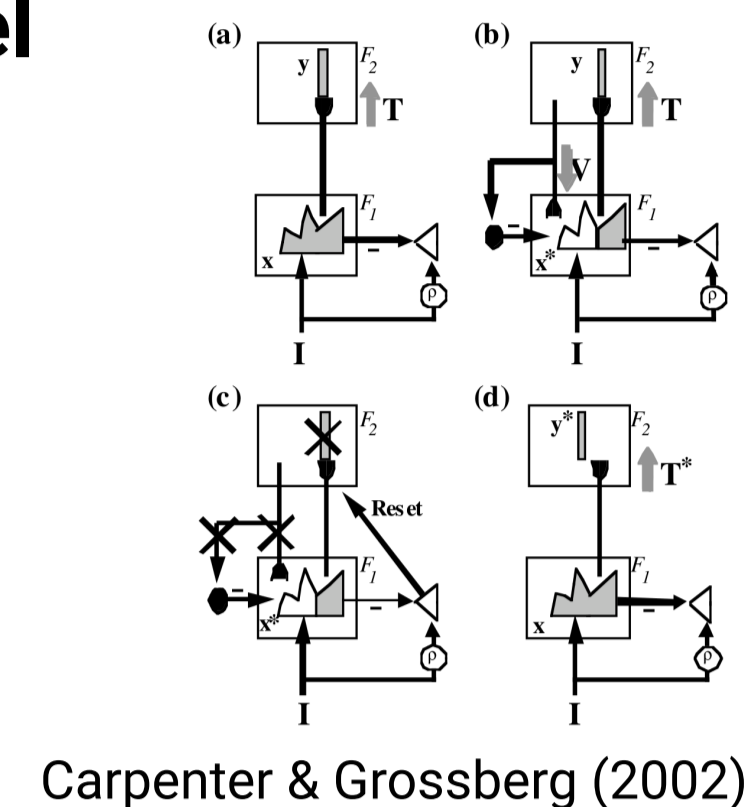 el
(a)
y
F2
T
F1
x
-
ρ
I
(b)
y
F2
T
V
F1
-
x*
-
ρ
I
(c)
F2
Reset
F1
-
x*
-
ρ
I
(d)
y*
F2
T*
F1
x
-
ρ
I
Carpenter & Grossberg (2002)